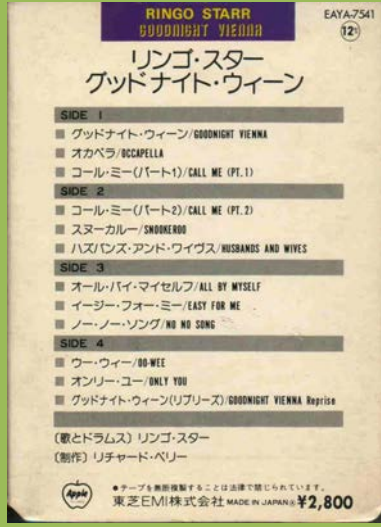 RINGO STARR
GOODNIGHT VIENNA
EAYA-7541
12曲
リンゴ・スター
グッドナイト・ウィーン
SIDE 1
グッドナイト・ウィーン/GOODNIGHT VIENNA
オカペラ/OCCAPELLA
コール・ミー(パート1)/CALL ME (PT.1)
SIDE 2
コール・ミー(パート2)/CALL ME (PT.2)
スヌーカルー/SNOOKEROO
ハズバンズ・アンド・ワイヴス/HUSBANDS AND WIVES
SIDE 3
オール・バイ・マイセルフ/ALL BY MYSELF
イージー・フォー・ミー/EASY FOR ME
ノー・ノー・ソング/NO NO SONG
SIDE 4
ウー・ウィー/OO-WEE
オンリー・ユー/ONLY YOU
グッドナイト・ウィーン(リプリーズ)/GOODNIGHT VIENNA Reprise
〔歌とドラムス〕リンゴ・スター
〔制作〕リチャード・ペリー
Apple
●テープを無断複製することは法律で禁じられています。
東芝EMI株式会社 MADE IN JAPAN ¥2,800